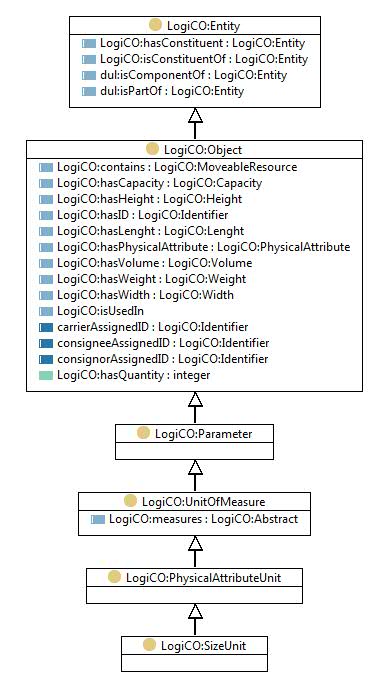 LogiCO:Entity
LogiCO:hasConstituent : LogiCO:Entity
LogiCO:isConstituentOf : LogiCO:Entity
dul:isComponentOf : LogiCO:Entity
dul:isPartOf : LogiCO:Entity
LogiCO:Object
LogiCO:contains : LogiCO:MoveableResource
LogiCO:hasCapacity : LogiCO:Capacity
LogiCO:hasHeight : LogiCO:Height
LogiCO:hasID : LogiCO:Identifier
LogiCO:hasLenght : LogiCO:Lenght
LogiCO:hasPhysicalAttribute : LogiCO:PhysicalAttribute
LogiCO:hasVolume : LogiCO:Volume
LogiCO:hasWeight : LogiCO:Weight
LogiCO:hasWidth : LogiCO:Width
LogiCO:isUsedIn
carrierAssignedID : LogiCO:Identifier
consigneeAssignedID : LogiCO:Identifier
consignorAssignedID : LogiCO:Identifier
LogiCO:hasQuantity : integer
LogiCO:Parameter
LogiCO:UnitOfMeasure
LogiCO:measures : LogiCO:Abstract
LogiCO:PhysicalAttributeUnit
LogiCO:SizeUnit